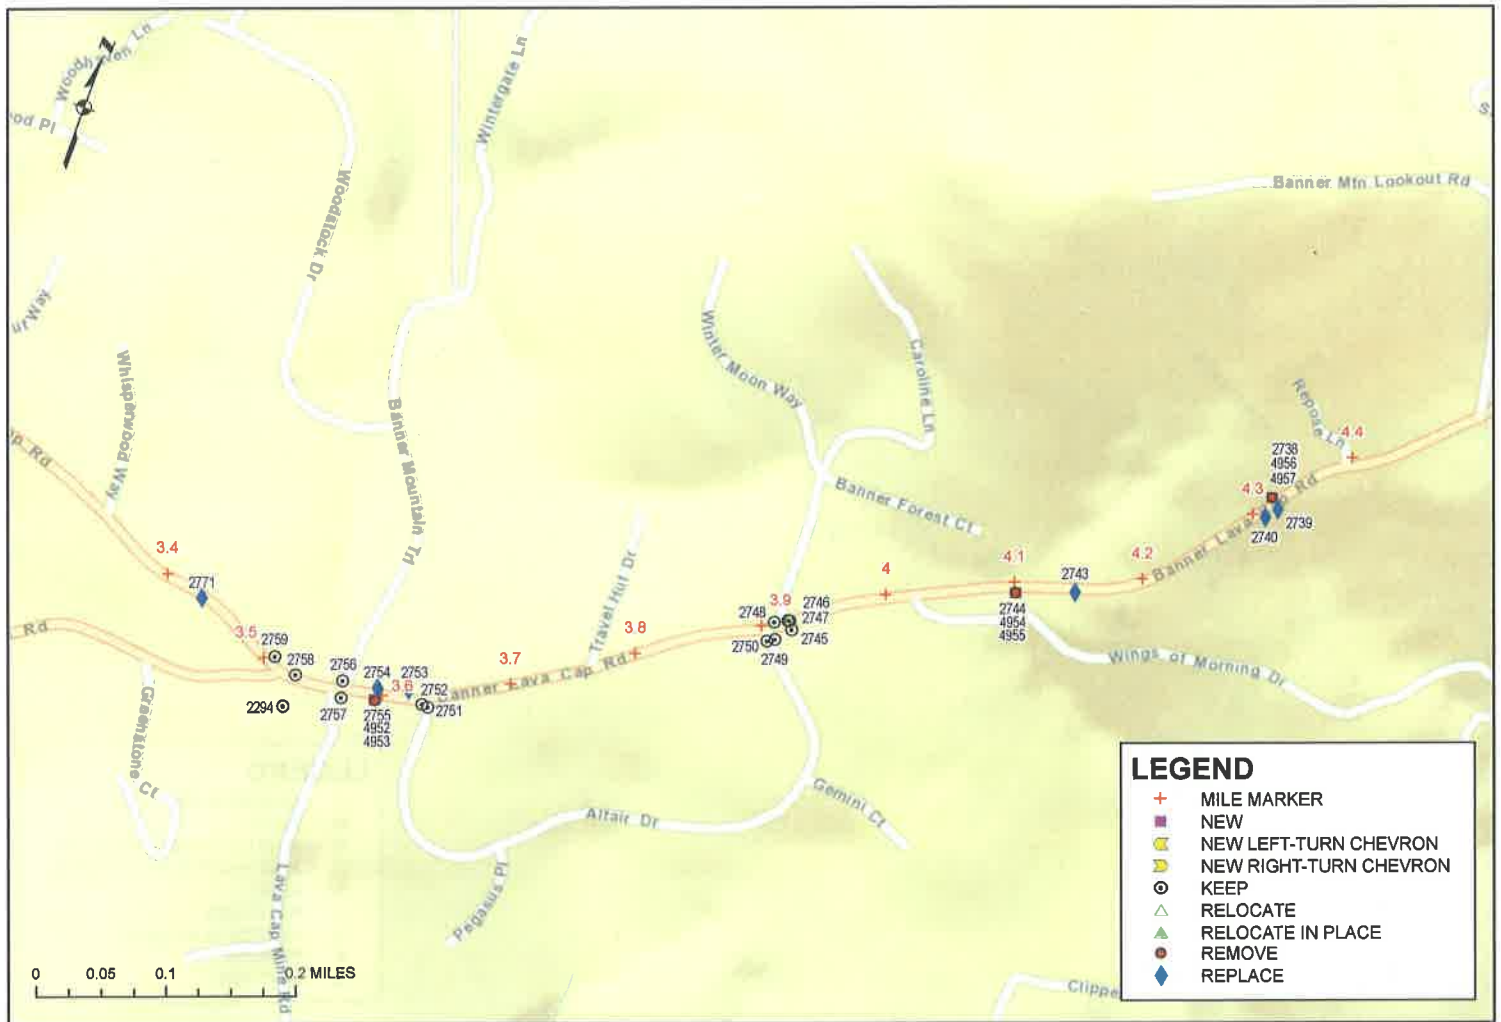 Woodhaven Ln
od Pl
Woodstock Dr
Wintergate Ln
ur Way
Whisperwood Way
Banner Mountain Trl
Winter Moon Way
Caroline Ln
Banner Mtn Lookout Rd
Repose Ln
4.4
2738
4956
4957
4.3
2740
2739
p Rd
3.4
2771
3.5
2759
2758
2294
2756
2757
2754
2753
3.6
2752
2751
2755
4952
4953
Banner Lava Cap Rd
3.7
Travel Hut Dr
3.8
2748
3.9
2746
2747
2745
2750
2749
Banner Forest Ct
4
4.1
2744
4954
4955
2743
4.2
Banner Lava Cap Rd
Wings of Morning Dr
Rd
Greenstone Ct
Altair Dr
Gemini Ct
Pegasus Pl
Lava Cap Mine Rd
Clippe
0 0.05 0.1 0.2 MILES
LEGEND
MILE MARKER
NEW
NEW LEFT-TURN CHEVRON
NEW RIGHT-TURN CHEVRON
KEEP
RELOCATE
RELOCATE IN PLACE
REMOVE
REPLACE